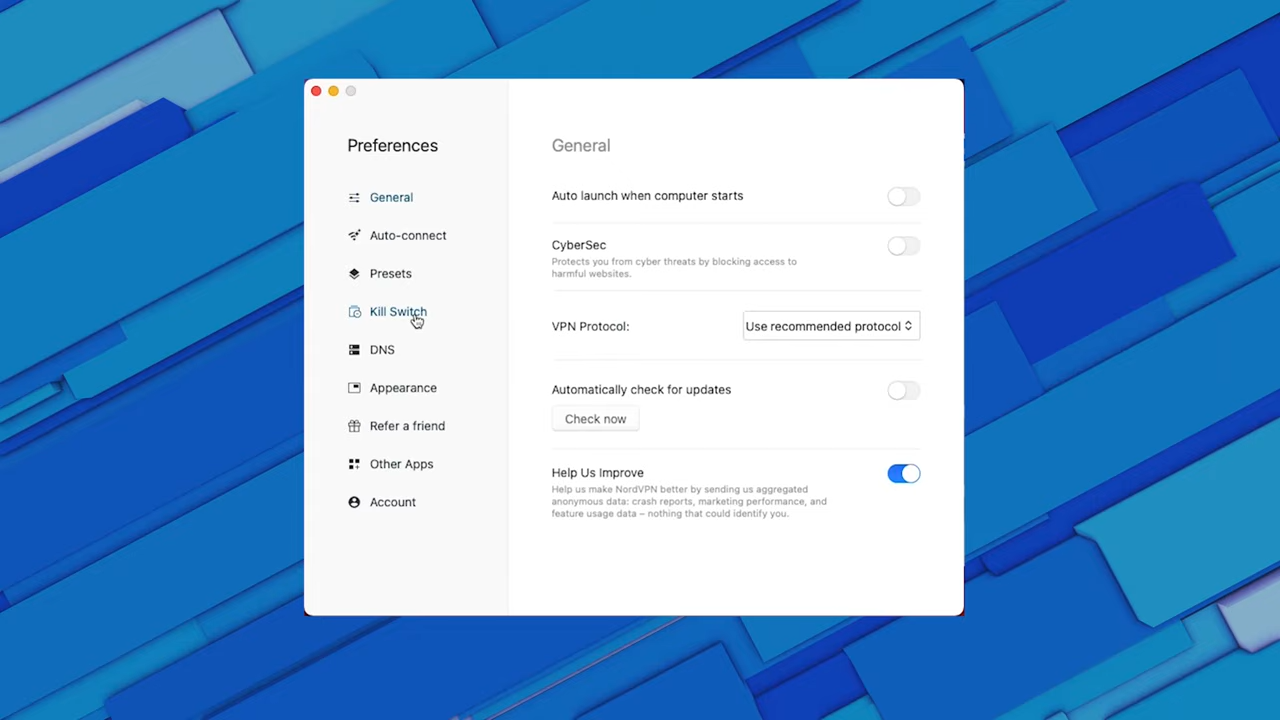 Preferences
General
Auto-connect
Presets
Kill Switch
DNS
Appearance
Refer a friend
Other Apps
Account
General
Auto launch when computer starts
CyberSec
Protects you from cyber threats by blocking access to
harmful websites.
VPN Protocol:
Use recommended protocol
Automatically check for updates
Check now
Help Us Improve
Help us make NordVPN better by sending us aggregated
anonymous data: crash reports, marketing performance, and
feature usage data – nothing that could identify you.